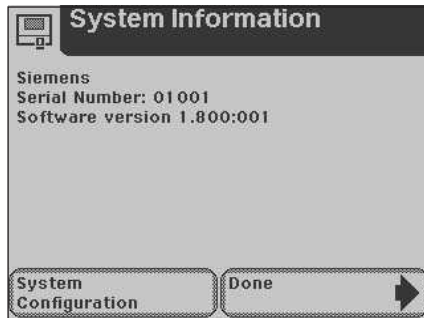 System Information
Siemens
Serial Number: 01001
Software version 1.800:001
System
Configuration
Done